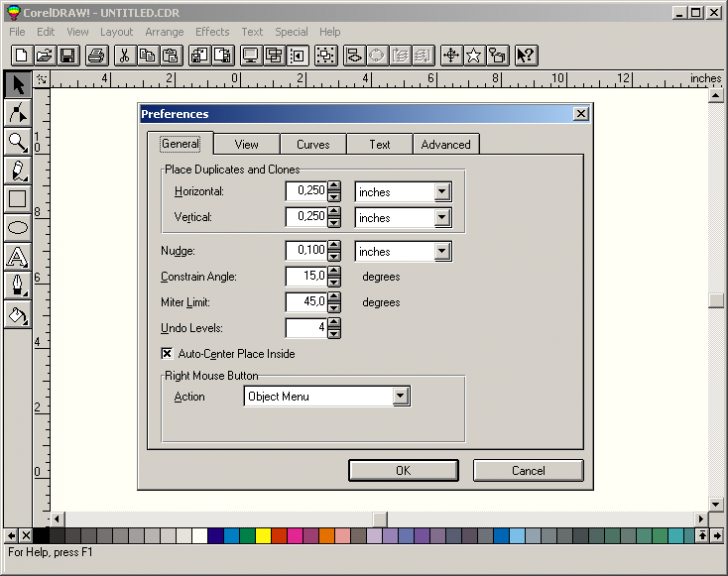 CorelDRAW! - UNTITLED.CDR
File Edit View Layout Arrange Effects Text Special Help
4 2 0 2 4 6 8 10 12 inches
Preferences
General View Curves Text Advanced
Place Duplicates and Clones
Horizontal: 0,250 inches
Vertical: 0,250 inches
Nudge: 0,100 inches
Constrain Angle: 15,0 degrees
Miter Limit: 45,0 degrees
Undo Levels: 4
Auto-Center Place Inside
Right Mouse Button
Action Object Menu
OK Cancel
10
8
6
4
2
0
For Help, press F1